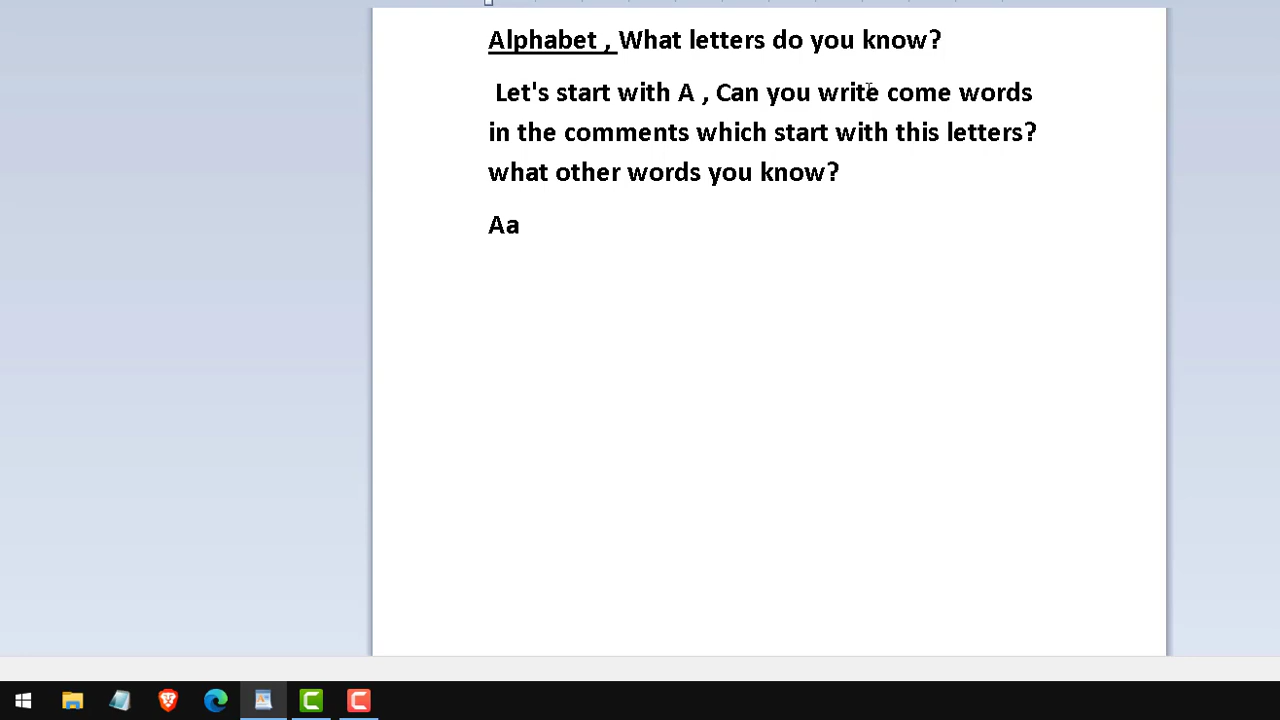 Alphabet , What letters do you know?
Let's start with A , Can you write come words
in the comments which start with this letters?
what other words you know?
Aa